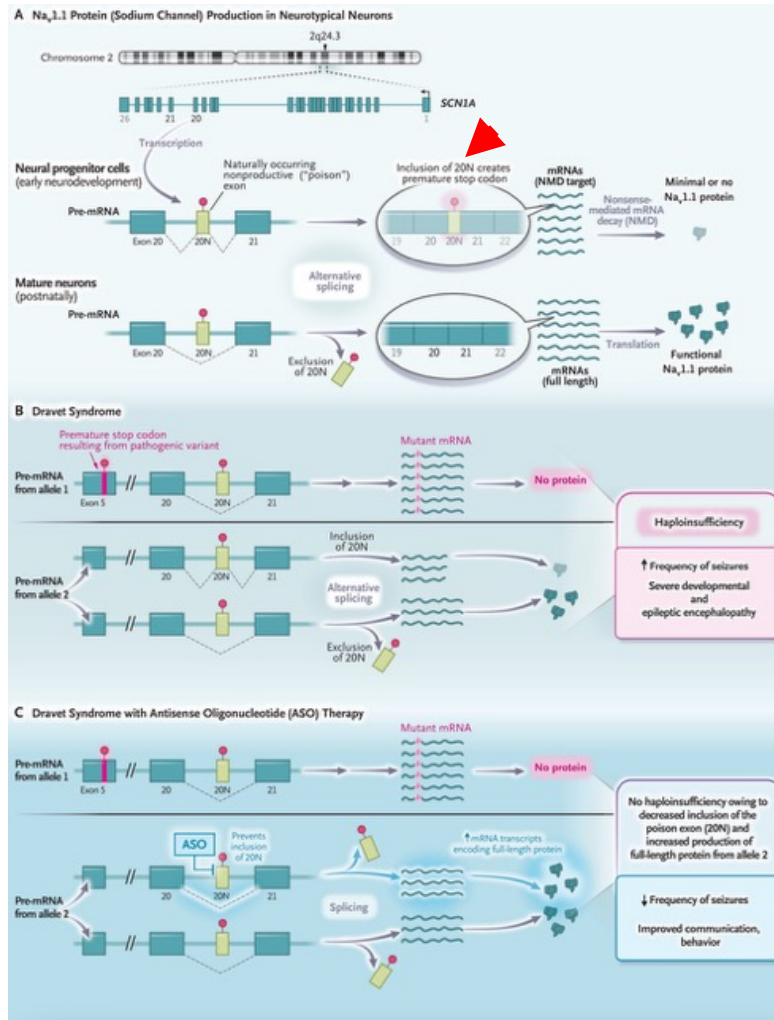 A Nav1.1 Protein (Sodium Channel) Production in Neurotypical Neurons
2q24.3
Chromosome 2
SCN1A
26 21 20 1
Transcription
Neural progenitor cells
(early neurodevelopment)
Naturally occurring
nonproductive ("poison")
exon
Inclusion of 20N creates
premature stop codon
mRNAs
(NMD target)
Nonsense-
mediated mRNA
decay (NMD)
Minimal or no
Nav1.1 protein
Pre-mRNA
Exon 20 20N 21
19 20 20N 21 22
Alternative
splicing
Mature neurons
(postnatally)
Pre-mRNA
Exon 20 20N 21
Exclusion
of 20N
19 20 21 22
mRNAs
(full length)
Translation
Functional
Nav1.1 protein
B Dravet Syndrome
Premature stop codon
resulting from pathogenic variant
Mutant mRNA
Pre-mRNA
from allele 1
Exon 5 20 20N 21
No protein
Haploinsufficiency
Inclusion
of 20N
Pre-mRNA
from allele 2
20 20N 21
Alternative
splicing
20 20N 21
Exclusion
of 20N
↑ Frequency of seizures
Severe developmental
and
epileptic encephalopathy
C Dravet Syndrome with Antisense Oligonucleotide (ASO) Therapy
Mutant mRNA
Pre-mRNA
from allele 1
Exon 5 20 20N 21
No protein
No haploinsufficiency owing to
decreased inclusion of the
poison exon (20N) and
increased production of
full-length protein from allele 2
ASO
Prevents
inclusion
of 20N
↑mRNA transcripts
encoding full-length protein
Pre-mRNA
from allele 2
20 20N 21
Splicing
20 20N 21
↓ Frequency of seizures
Improved communication,
behavior